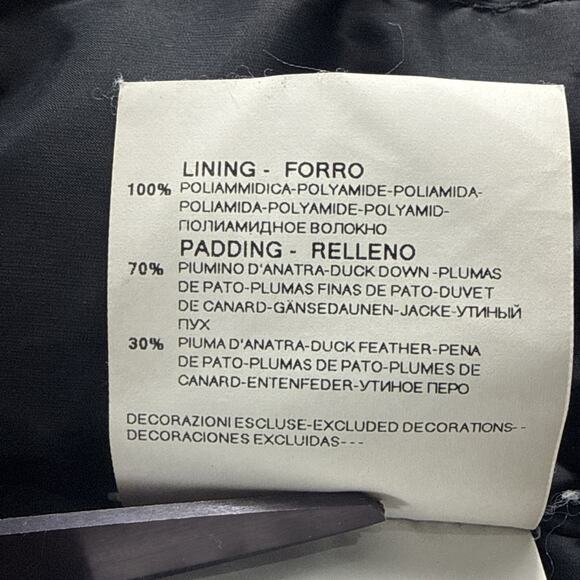 LINING - FORRO
100% POLIAMMIDICA-POLYAMIDE-POLIAMIDA-
POLIAMIDA-POLYAMIDE-POLYAMID-
ПОЛИАМИДНОЕ ВОЛОКНО
PADDING - RELLENO
70% PIUMINO D'ANATRA-DUCK DOWN-PLUMAS
DE PATO-PLUMAS FINAS DE PATO-DUVET
DE CANARD-GÄNSEDAUNEN-JACKE-УТИНЫЙ
ПУХ
30% PIUMA D'ANATRA-DUCK FEATHER-PENA
DE PATO-PLUMAS DE PATO-PLUMES DE
CANARD-ENTENFEDER-УТИНОЕ ПЕРО
DECORAZIONI ESCLUSE-EXCLUDED DECORATIONS--
DECORACIONES EXCLUIDAS---